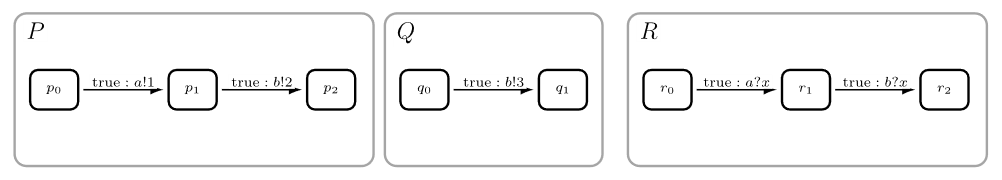 P
p₀ true : a!1 p₁ true : b!2 p₂
Q
q₀ true : b!3 q₁
R
r₀ true : a?x r₁ true : b?x r₂